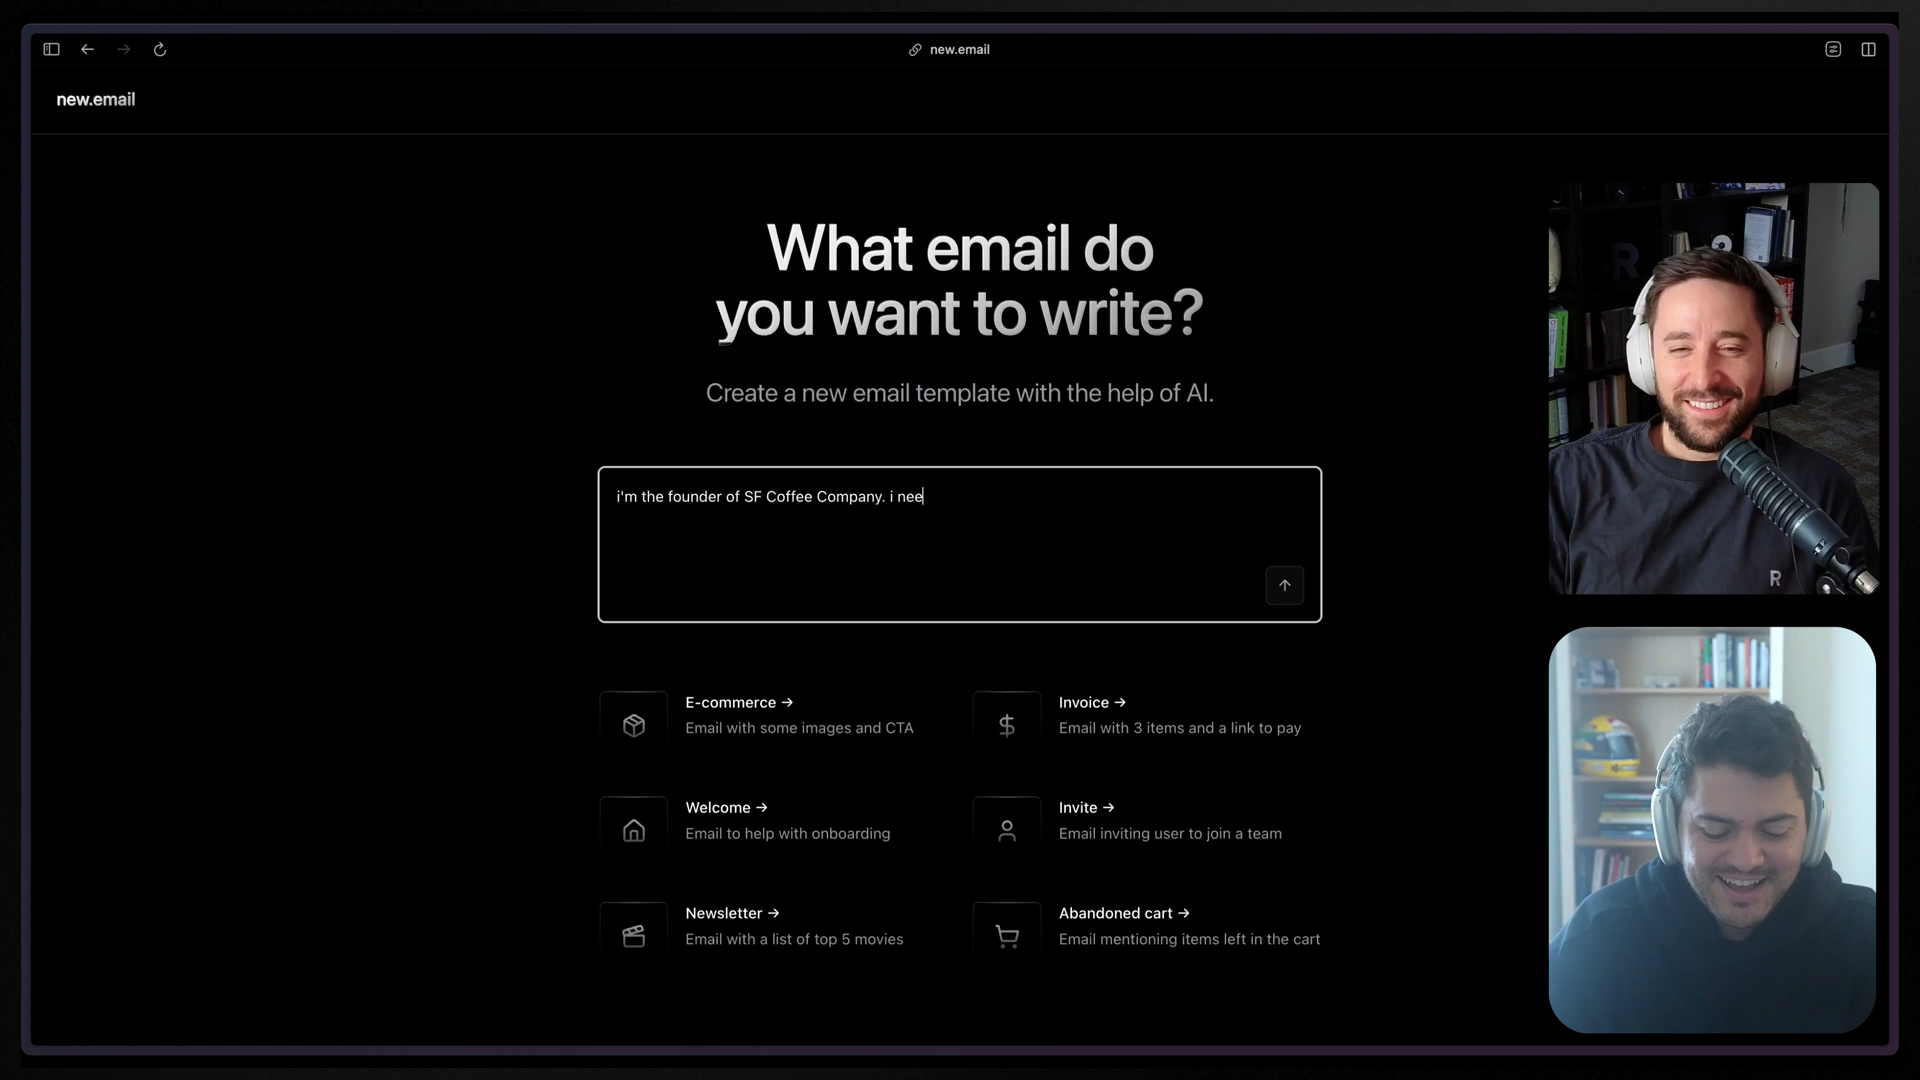 new.email
new.email
What email do
you want to write?
Create a new email template with the help of AI.
i'm the founder of SF Coffee Company. i nee
E-commerce →
Email with some images and CTA
Invoice →
Email with 3 items and a link to pay
Welcome →
Email to help with onboarding
Invite →
Email inviting user to join a team
Newsletter →
Email with a list of top 5 movies
Abandoned cart →
Email mentioning items left in the cart
R
R